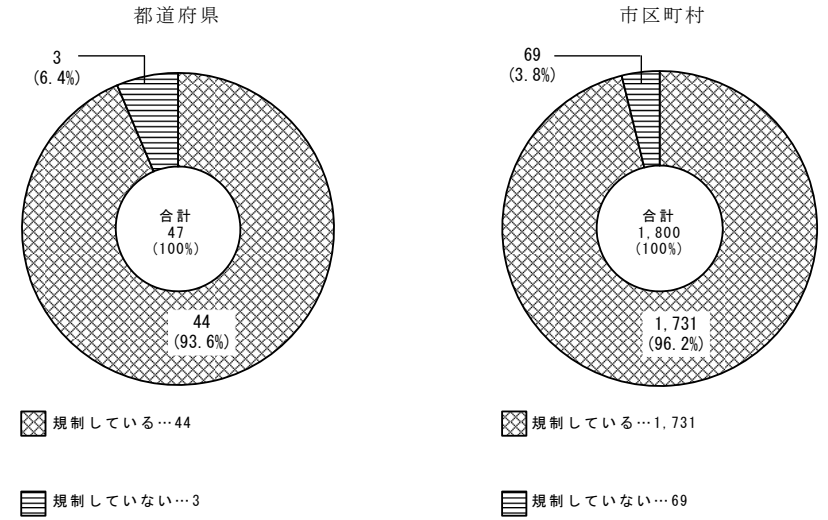 都道府県
3
(6.4%)
合計
47
(100%)
44
(93.6%)
規制している…44
規制していない…3
市区町村
69
(3.8%)
合計
1,800
(100%)
1,731
(96.2%)
規制している…1,731
規制していない…69